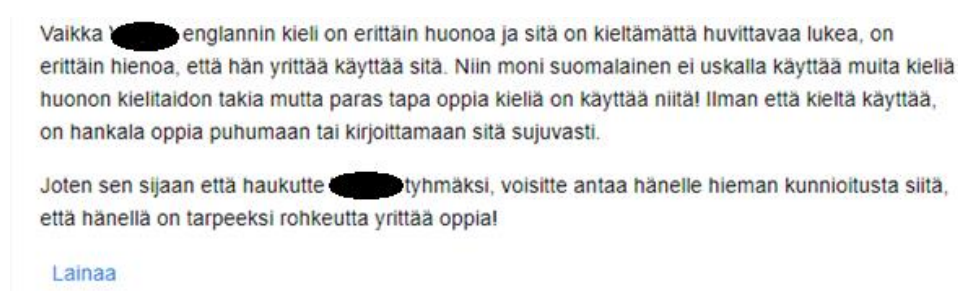 Vaikka englannin kieli on erittäin huonoa ja sitä on kieltämättä huvittavaa lukea, on
erittäin hienoa, että hän yrittää käyttää sitä. Niin moni suomalainen ei uskalla käyttää muita kieliä
huonon kielitaidon takia mutta paras tapa oppia kieliä on käyttää niitä! Ilman että kieltä käyttää,
on hankala oppia puhumaan tai kirjoittamaan sitä sujuvasti.
Joten sen sijaan että haukutte tyhmäksi, voisitte antaa hänelle hieman kunnioitusta siitä,
että hänellä on tarpeeksi rohkeutta yrittää oppia!
Lainaa